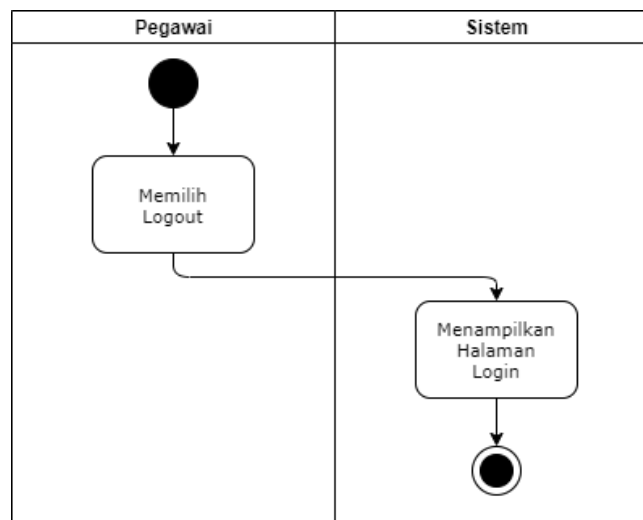 Pegawai
Sistem
Memilih
Logout
Menampilkan
Halaman
Login